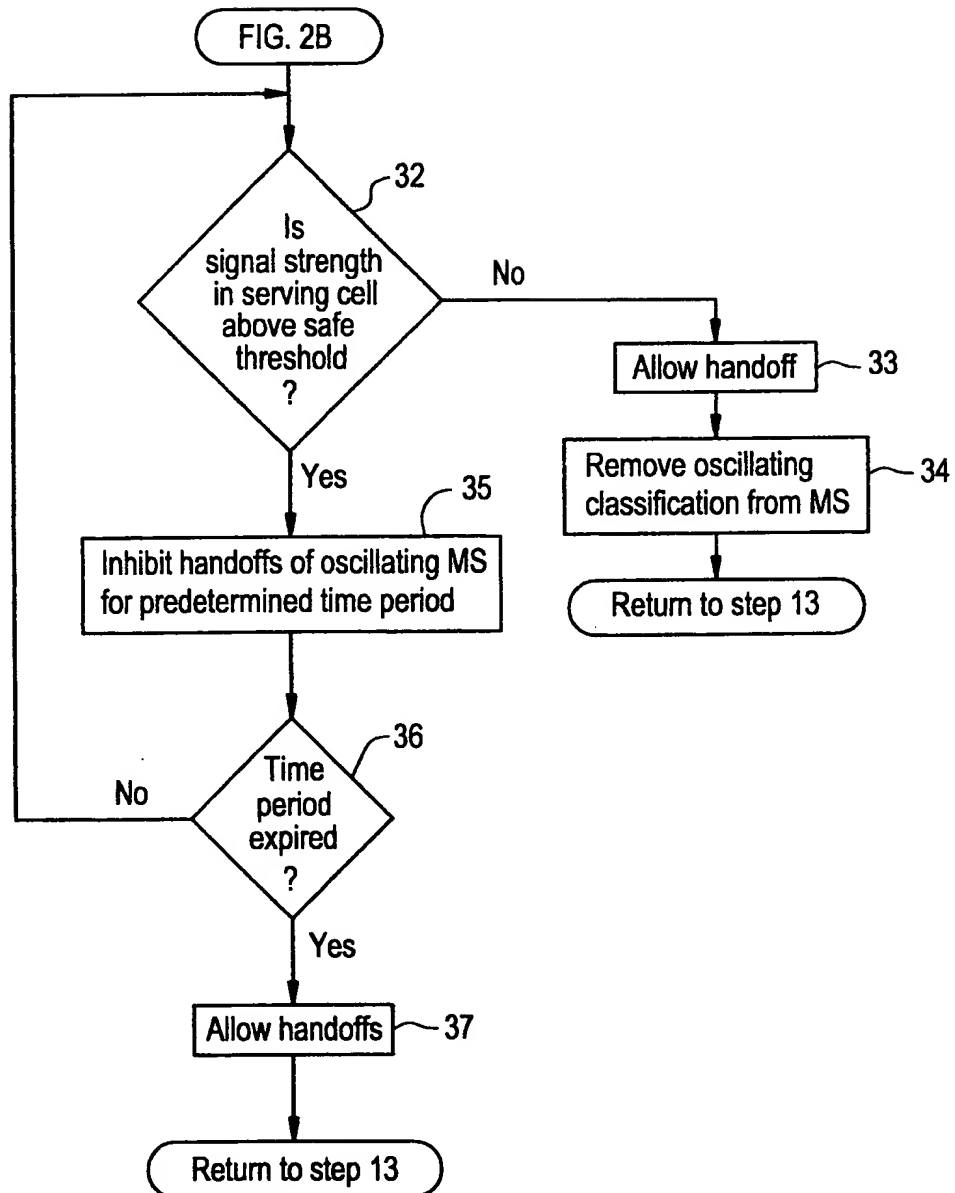 FIG. 2B
32
Is
signal strength
in serving cell
above safe
threshold
?
No
Allow handoff
33
Remove oscillating
classification from MS
34
Return to step 13
Yes
35
Inhibit handoffs of oscillating MS
for predetermined time period
36
Time
period
expired
?
No
Yes
Allow handoffs
37
Return to step 13